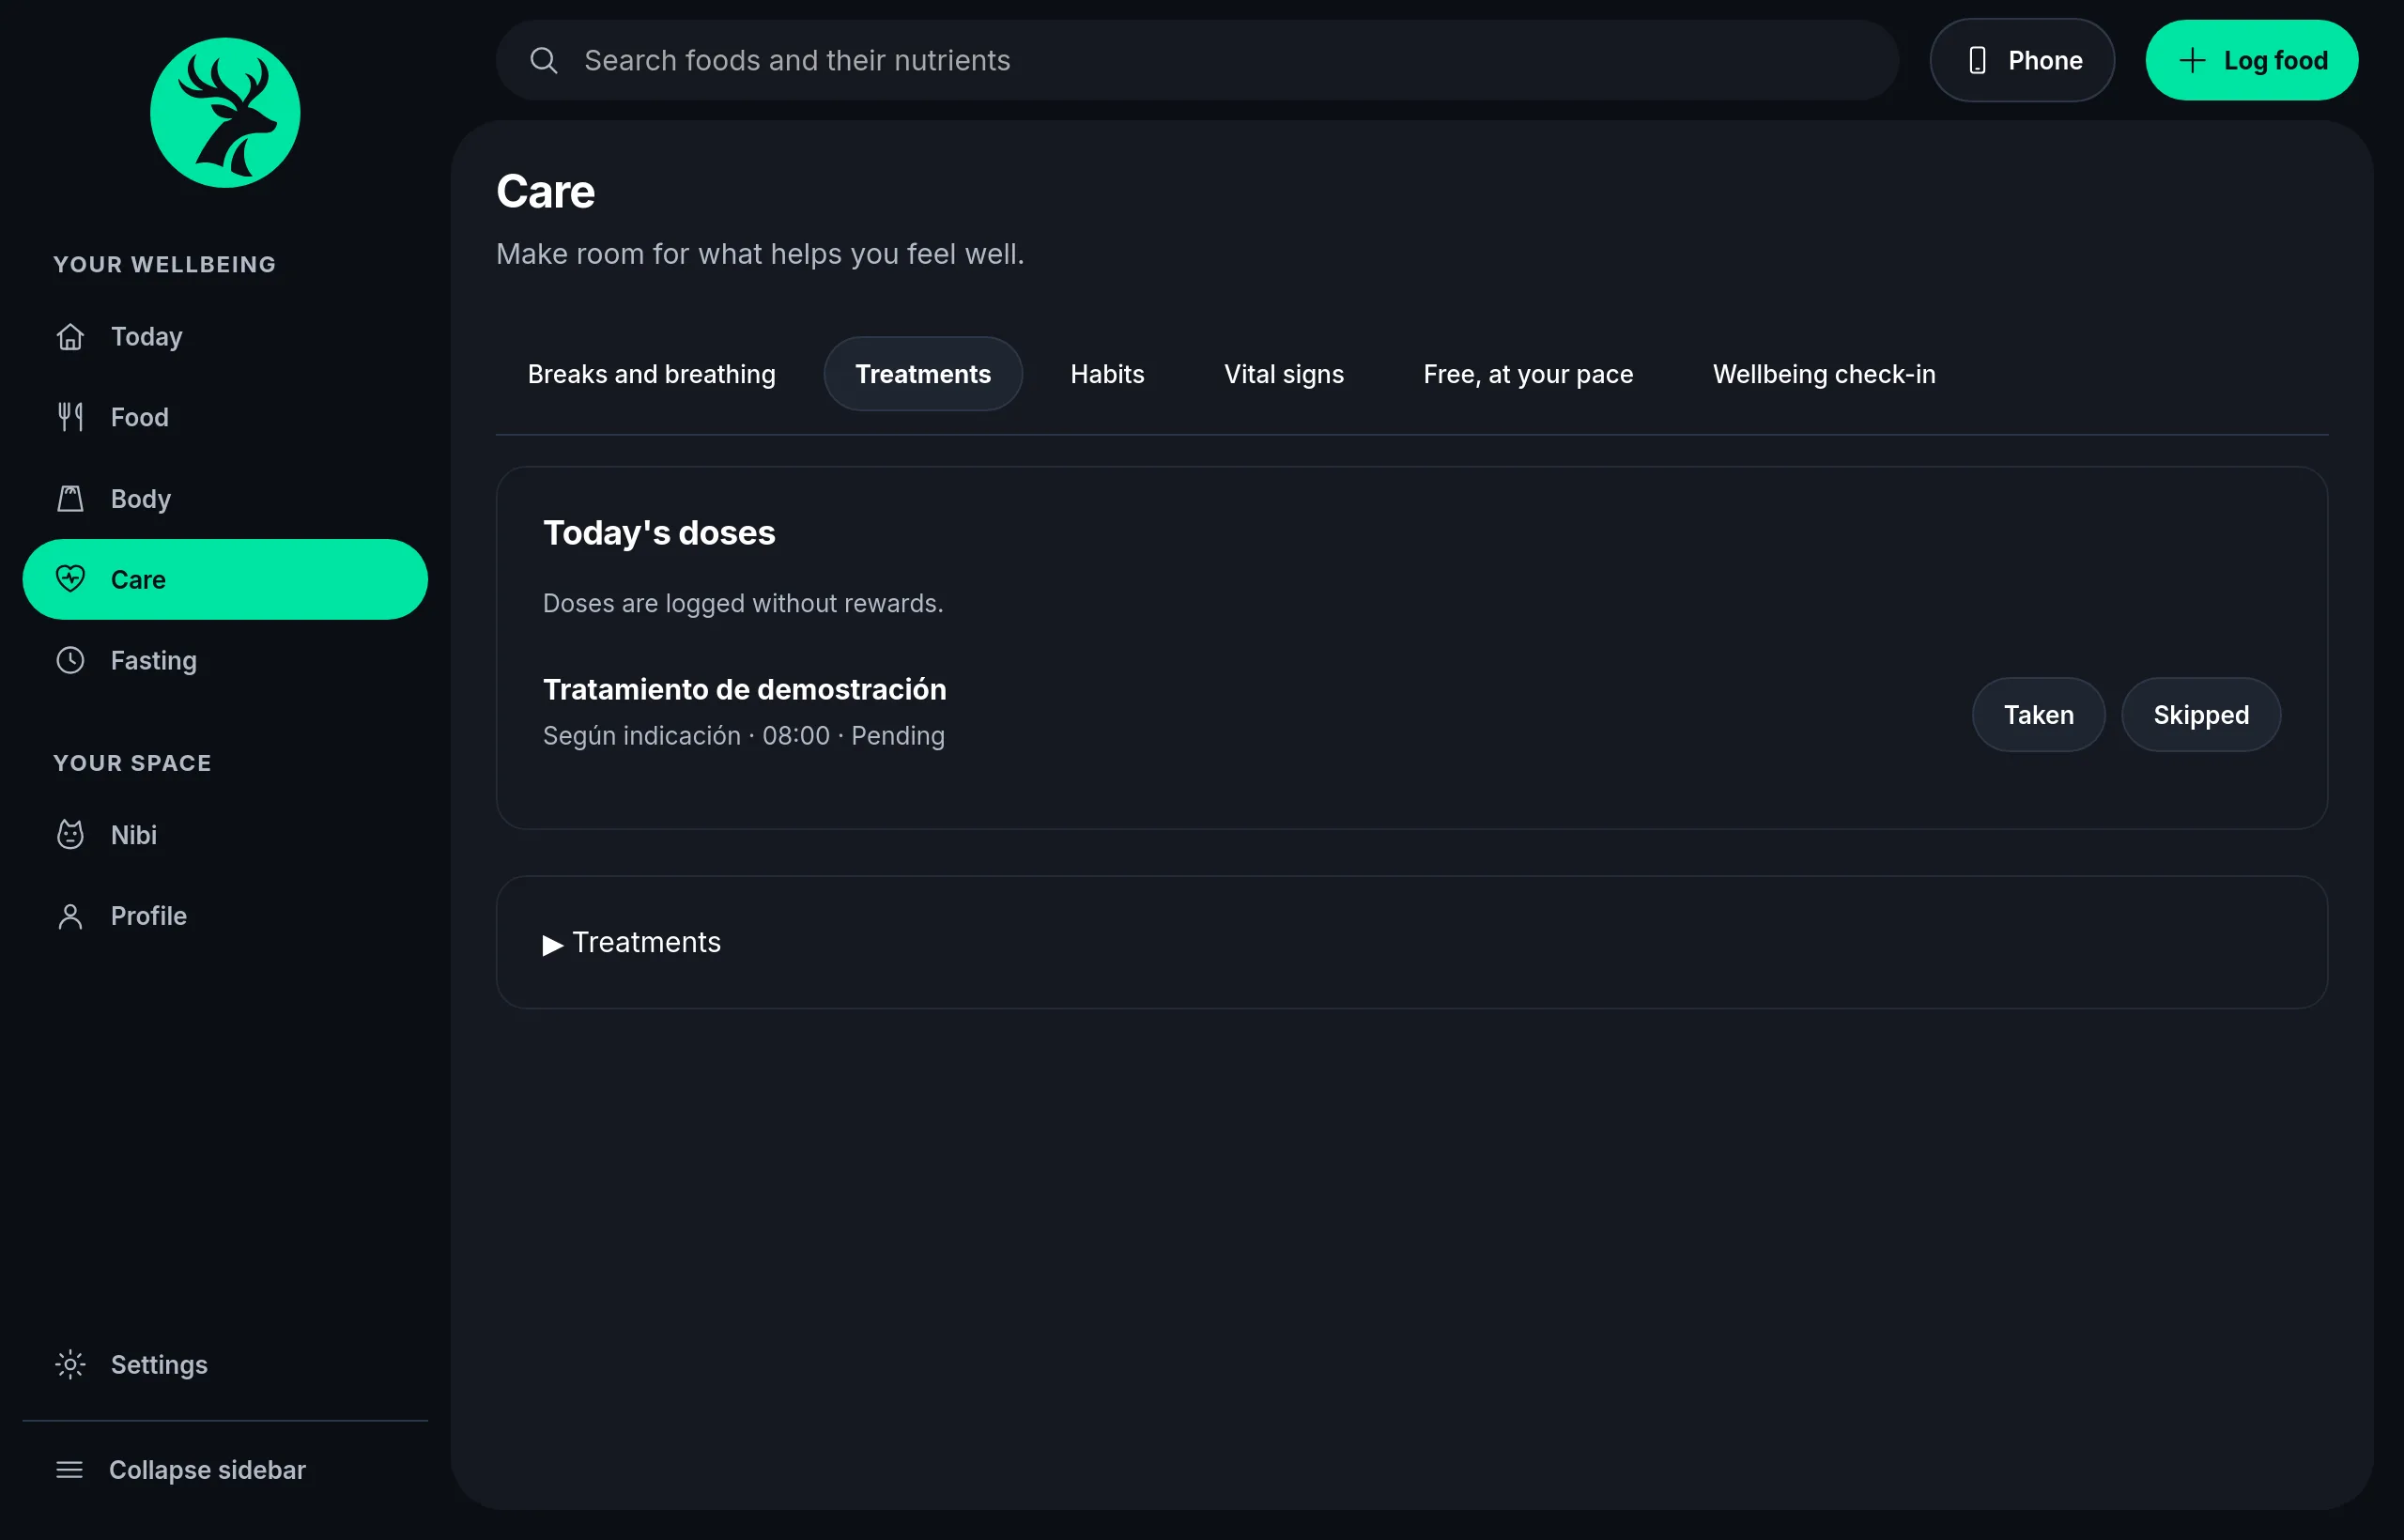 Search foods and their nutrients
Phone
Log food
YOUR WELLBEING
Today
Food
Body
Care
Fasting
YOUR SPACE
Nibi
Profile
Settings
Collapse sidebar
Care
Make room for what helps you feel well.
Breaks and breathing
Treatments
Habits
Vital signs
Free, at your pace
Wellbeing check-in
Today's doses
Doses are logged without rewards.
Tratamiento de demostración
Según indicación · 08:00 · Pending
Taken
Skipped
Treatments